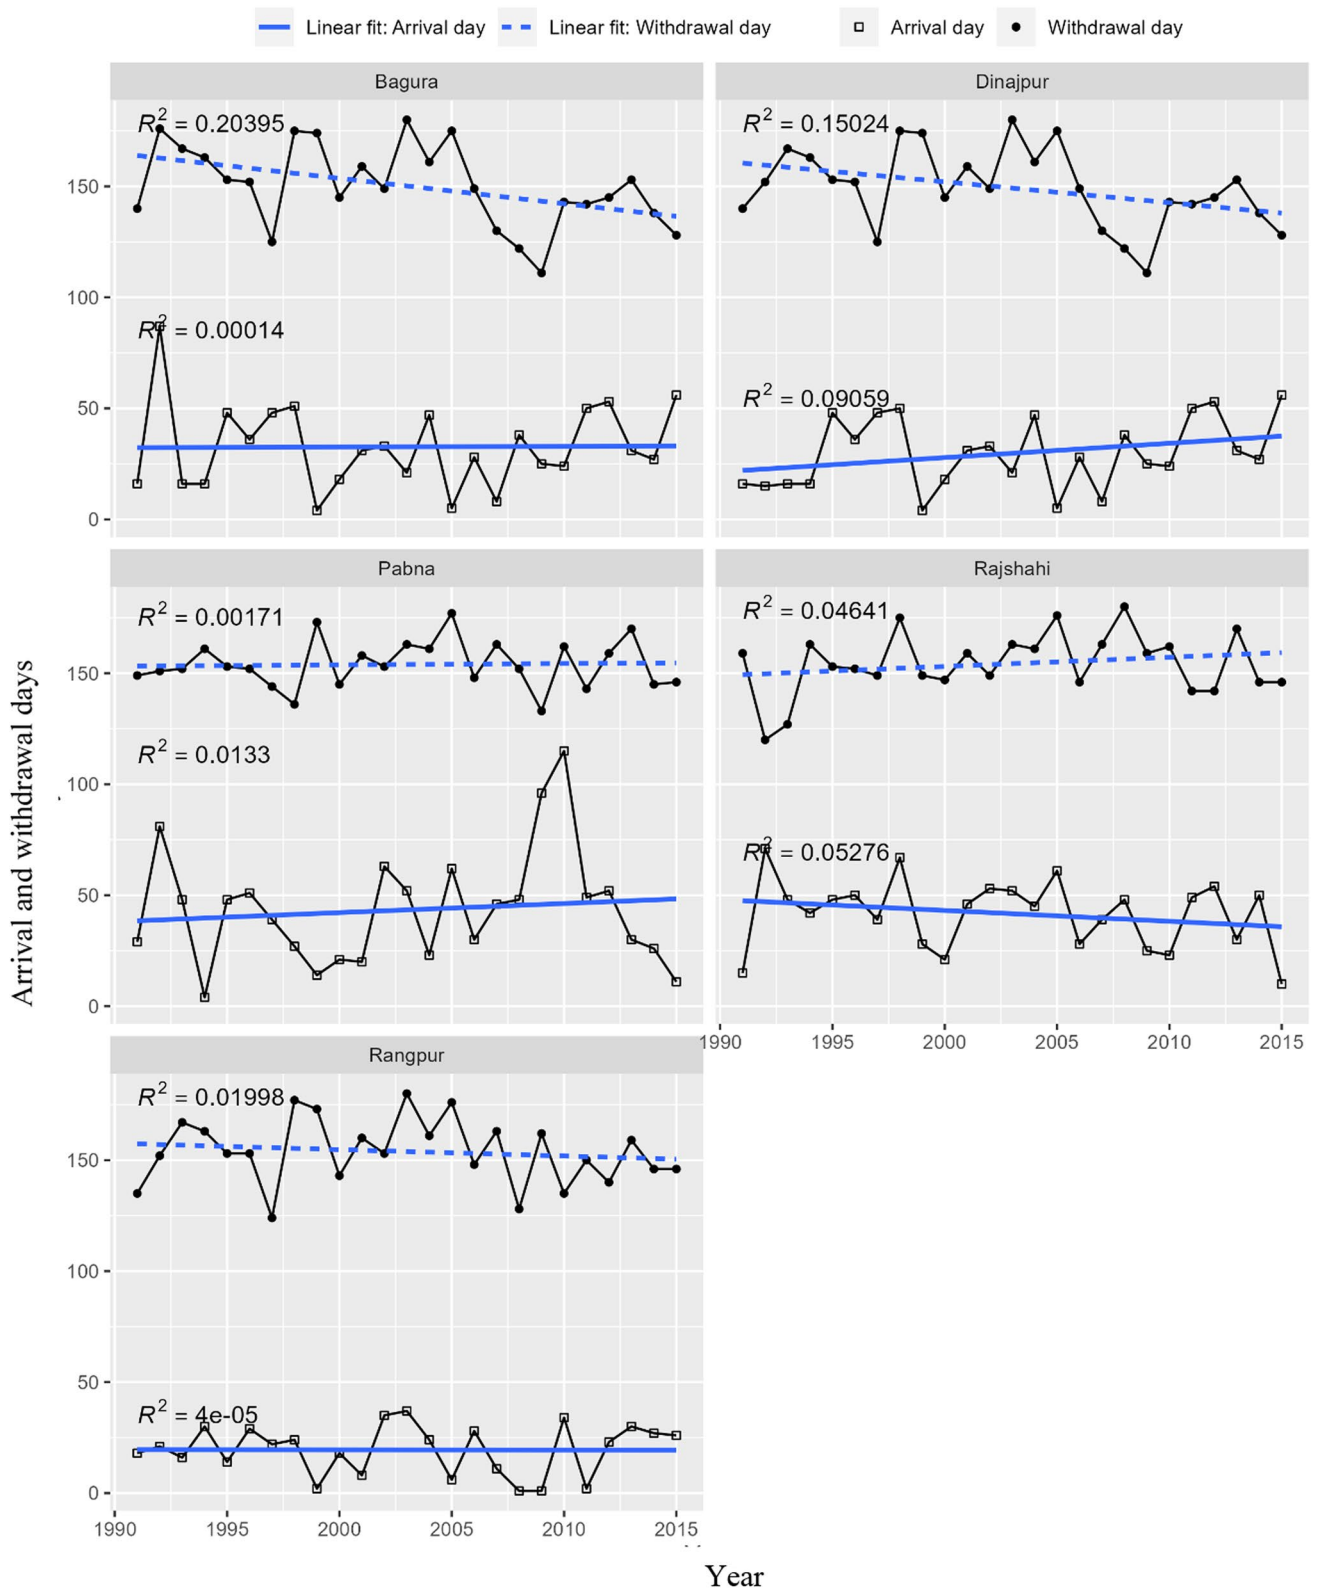 Linear fit: Arrival day Linear fit: Withdrawal day Arrival day Withdrawal day
Bagura Dinajpur
R² = 0.20395 R² = 0.15024
150
100
R² = 0.00014
50 R² = 0.09059
0
Pabna Rajshahi
R² = 0.00171 R² = 0.04641
150
R² = 0.0133
100
R² = 0.05276
50
0
1990 1995 2000 2005 2010 2015
Rangpur
R² = 0.01998
150
100
50
R² = 4e-05
0
1990 1995 2000 2005 2010 2015
Arrival and withdrawal days
Year